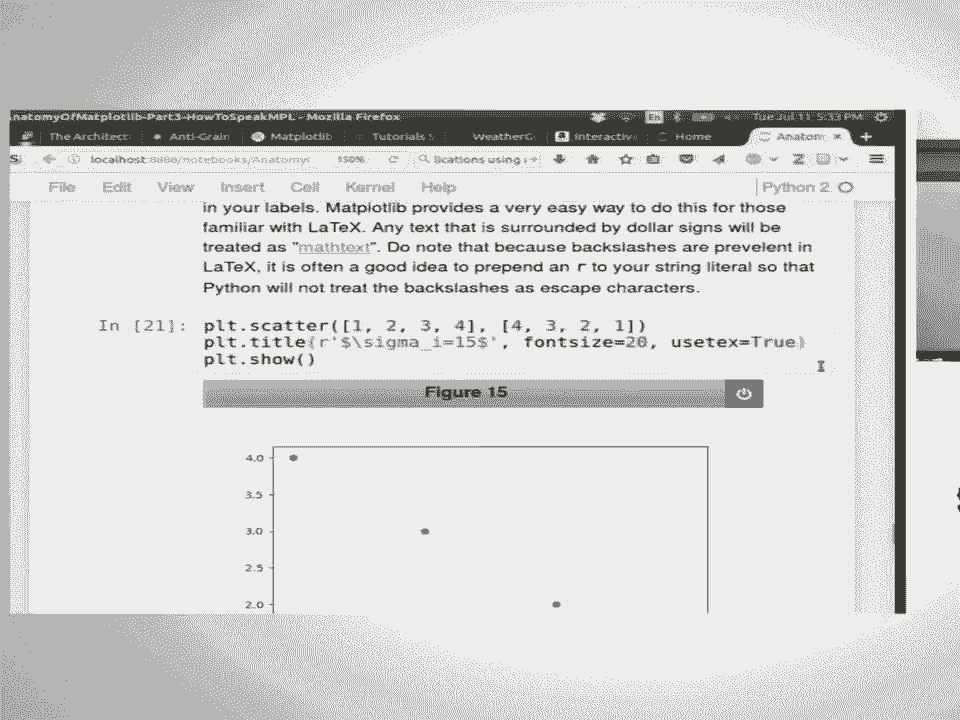 natomyOfMatplotlib-Part3-HowToSpeakMPL - Mozilla Firefox
En
Tue Jul 11 5:33 PM
The Architect
Anti-Grain
Matplotlib
Tutorials
WeatherG
Interactive
Home
Anatom
localhost:8888/notebooks/Anatomy
150%
lications using
File Edit View Insert Cell Kernel Help
Python 2
in your labels. Matplotlib provides a very easy way to do this for those
familiar with LaTeX. Any text that is surrounded by dollar signs will be
treated as "mathtext". Do note that because backslashes are prevelent in
LaTeX, it is often a good idea to prepend an r to your string literal so that
Python will not treat the backslashes as escape characters.
In [21]: plt.scatter([1, 2, 3, 4], [4, 3, 2, 1])
plt.title(r'$\sigma_i=15$', fontsize=20, usetex=True)
plt.show()
Figure 15
4.0
3.5
3.0
2.5
2.0